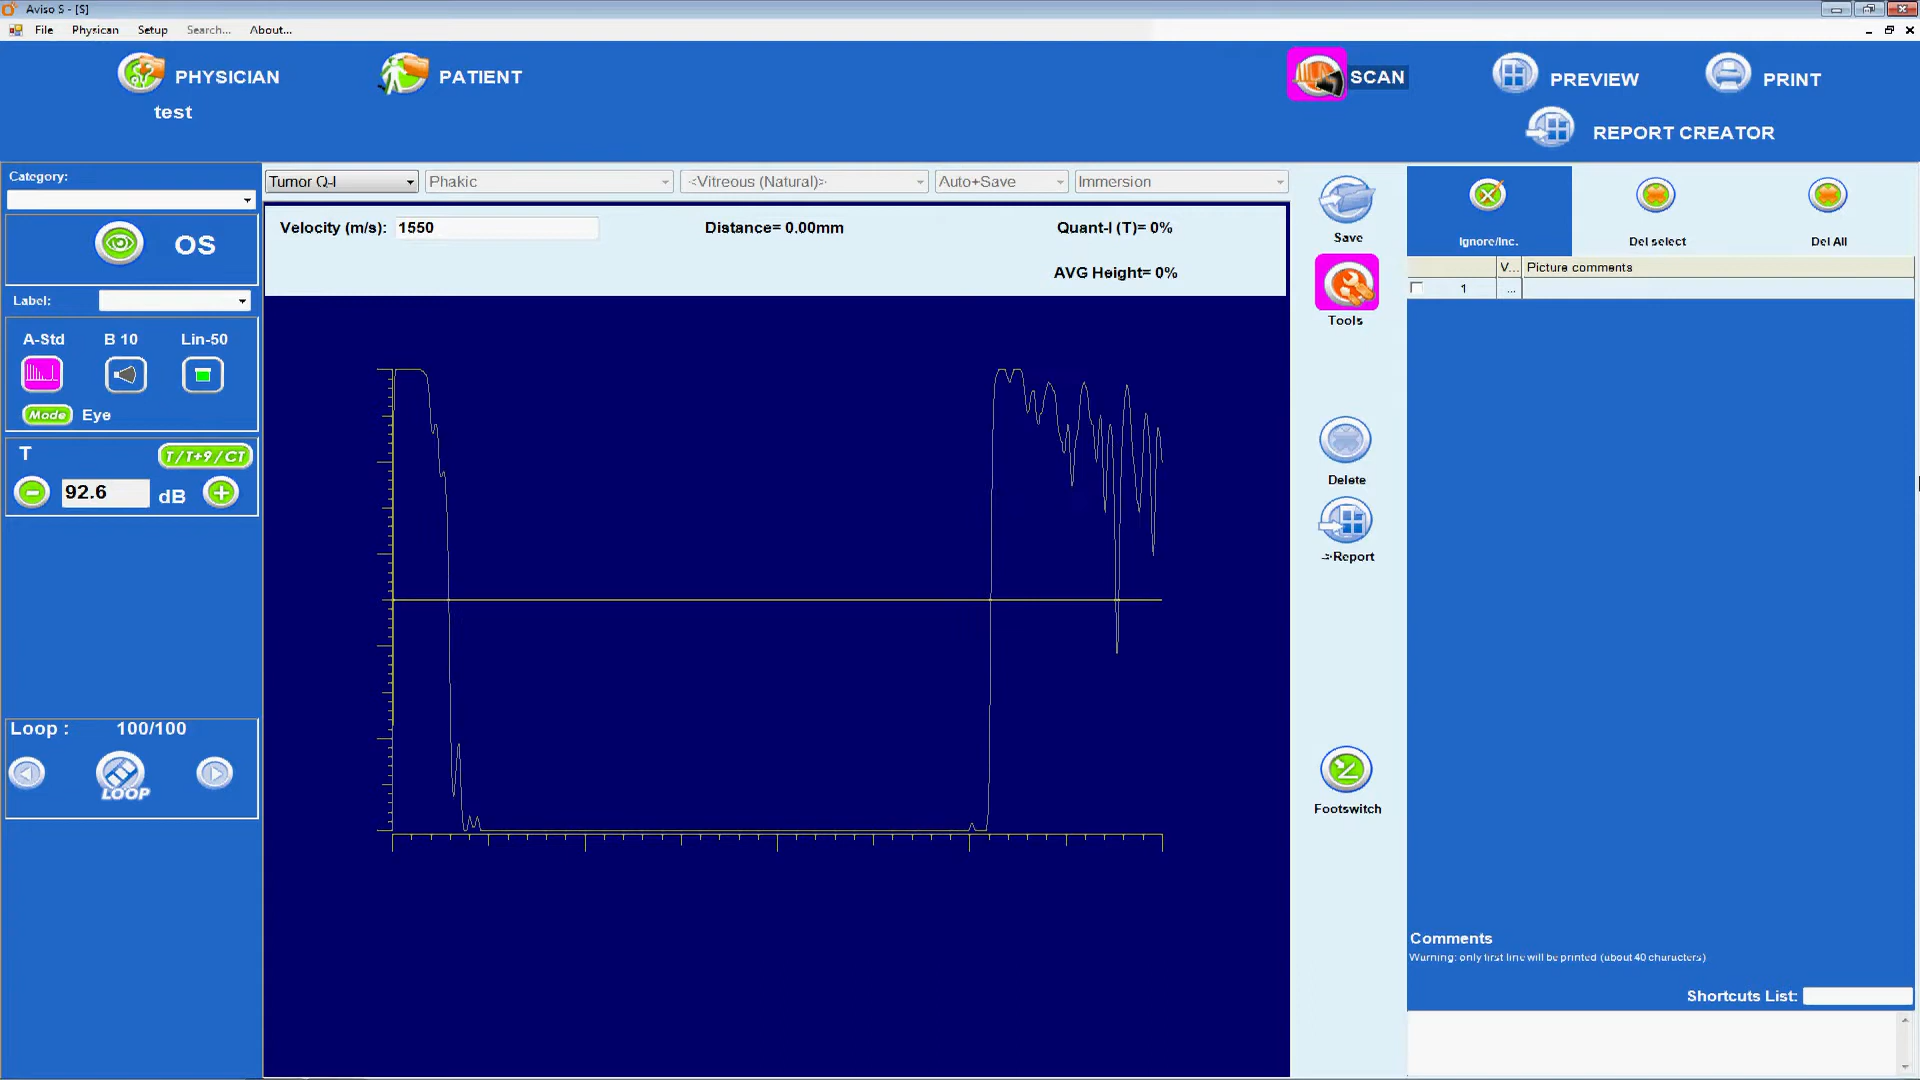 Aviso S - [S]
File Physican Setup Search... About...
PHYSICIAN
test
PATIENT
SCAN
PREVIEW
PRINT
REPORT CREATOR
Category:
OS
Label:
A-Std B 10 Lin-50
Mode Eye
T T/T+9/CT
92.6 dB
Loop : 100/100
LOOP
Tumor Q-I Phakic <Vitreous (Natural)> Auto+Save Immersion
Velocity (m/s): 1550 Distance= 0.00mm Quant-I (T)= 0%
AVG Height= 0%
Save
Tools
Delete
->Report
Footswitch
Ignore/Inc. Del select Del All
V... Picture comments
1 ...
Comments
Warning: only first line will be printed (about 40 characters)
Shortcuts List: